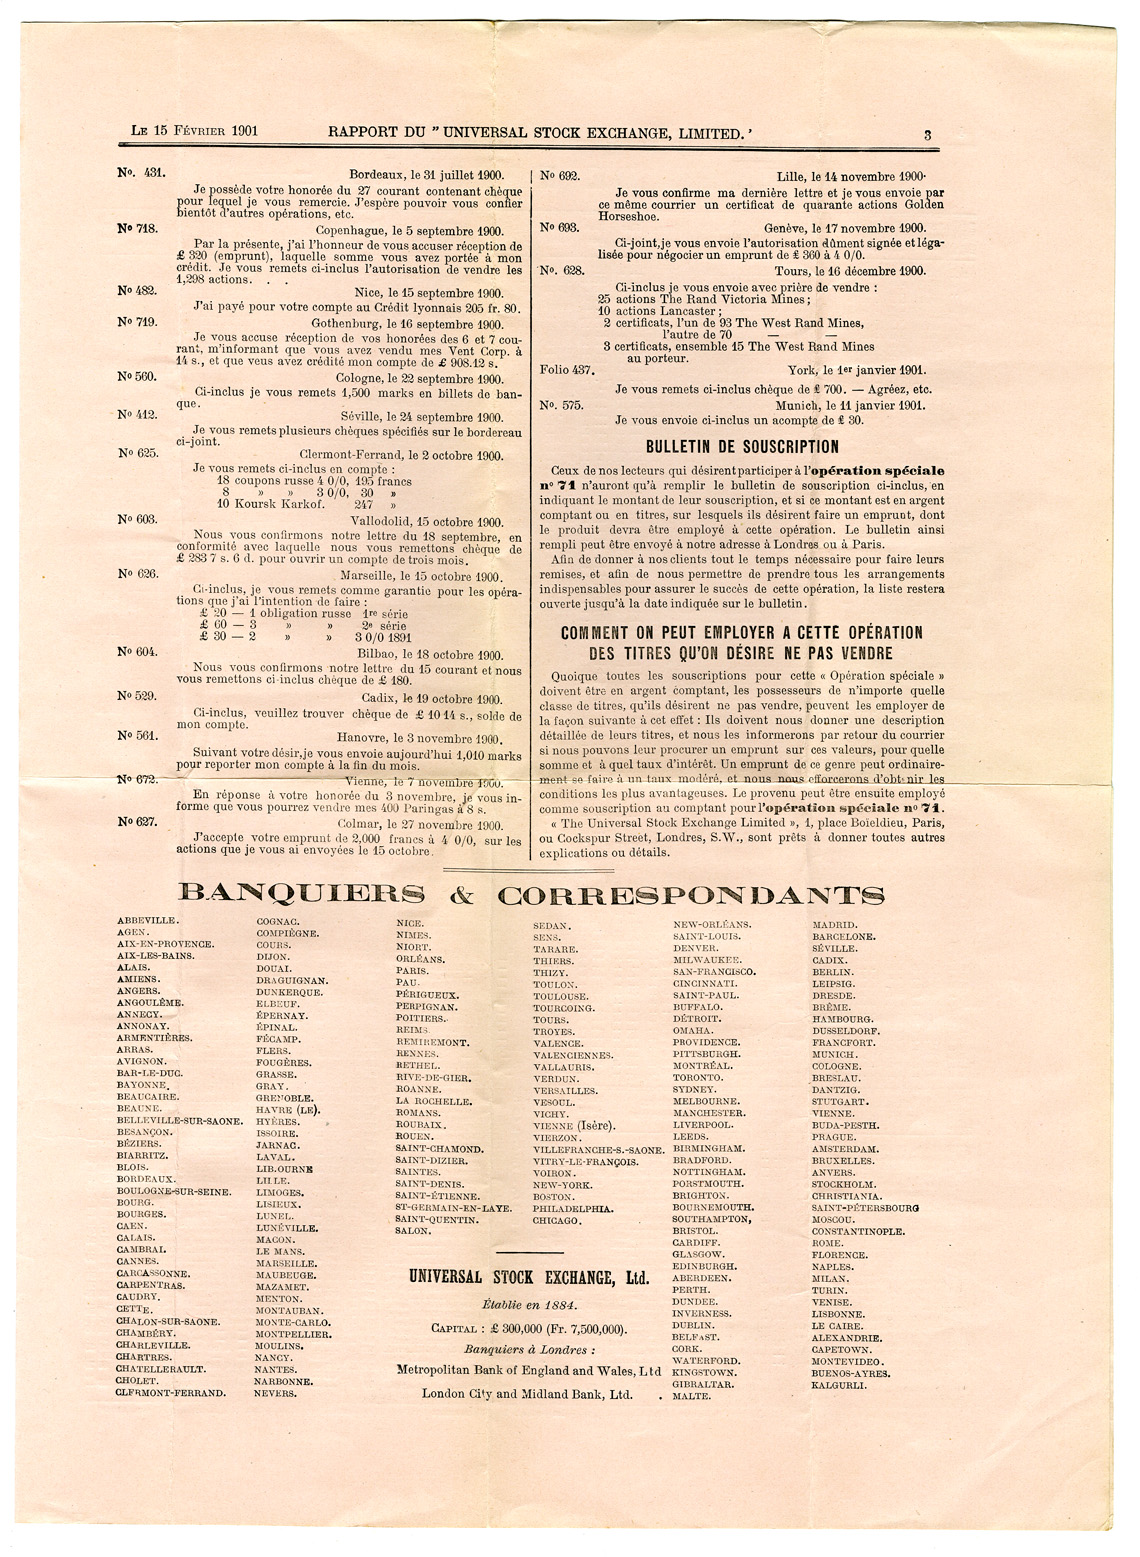 LE 15 FÉVRIER 1901 RAPPORT DU " UNIVERSAL STOCK EXCHANGE, LIMITED.' 3
No. 431. Bordeaux, le 31 juillet 1900.
Je possède votre honorée du 27 courant contenant chèque
pour lequel je vous remercie. J'espère pouvoir vous confier
bientôt d'autres opérations, etc.
No 718. Copenhague, le 5 septembre 1900.
Par la présente, j'ai l'honneur de vous accuser réception de
£ 320 (emprunt), laquelle somme vous avez portée à mon
crédit. Je vous remets ci-inclus l'autorisation de vendre les
1,298 actions. . .
No 482. Nice, le 15 septembre 1900.
J'ai payé pour votre compte au Crédit lyonnais 205 fr. 80.
No 719. Gothenburg, le 16 septembre 1900.
Je vous accuse réception de vos honorées des 6 et 7 cou-
rant, m'informant que vous avez vendu mes Vent Corp. à
14 s., et que veus avez crédité mon compte de £ 908.12 s.
No 560. Cologne, le 22 septembre 1900.
Ci-inclus je vous remets 1,500 marks en billets de ban-
que.
No 412. Séville, le 24 septembre 1900.
Je vous remets plusieurs chèques spécifiés sur le bordereau
ci-joint.
No 625. Clermont-Ferrand, le 2 octobre 1900.
Je vous remets ci-inclus en compte :
18 coupons russe 4 0/0, 195 francs
8 » » 3 0/0, 30 »
10 Koursk Karkof. 247 »
No 603. Vallodolid, 15 octobre 1900.
Nous vous confirmons notre lettre du 18 septembre, en
conformité avec laquelle nous vous remettons chèque de
£ 283 7 s. 6 d. pour ouvrir un compte de trois mois.
No 626. Marseille, le 15 octobre 1900.
Ci-inclus, je vous remets comme garantie pour les opéra-
tions que j'ai l'intention de faire :
£ 20 — 1 obligation russe 1re série
£ 60 — 3 » » 2e série
£ 30 — 2 » » 3 0/0 1891
No 604. Bilbao, le 18 octobre 1900.
Nous vous confirmons notre lettre du 15 courant et nous
vous remettons ci-inclus chèque de £ 180.
No 529. Cadix, le 19 octobre 1900.
Ci-inclus, veuillez trouver chèque de £ 10 14 s., solde de
mon compte.
No 561. Hanovre, le 3 novembre 1900.
Suivant votre désir, je vous envoie aujourd'hui 1,010 marks
pour reporter mon compte à la fin du mois.
No 672. Vienne, le 7 novembre 1900.
En réponse à votre honorée du 3 novembre, je vous in-
forme que vous pourrez vendre mes 400 Paringas à 8 s.
No 627. Colmar, le 27 novembre 1900.
J'accepte votre emprunt de 2,000 francs à 4 0/0, sur les
actions que je vous ai envoyées le 15 octobre.
No 692. Lille, le 14 novembre 1900.
Je vous confirme ma dernière lettre et je vous envoie par
ce même courrier un certificat de quarante actions Golden
Horseshoe.
No 693. Genève, le 17 novembre 1900.
Ci-joint, je vous envoie l'autorisation dûment signée et léga-
lisée pour négocier un emprunt de £ 360 à 4 0/0.
No. 628. Tours, le 16 décembre 1900.
Ci-inclus je vous envoie avec prière de vendre :
25 actions The Rand Victoria Mines ;
10 actions Lancaster ;
2 certificats, l'un de 93 The West Rand Mines,
l'autre de 70 — —
3 certificats, ensemble 15 The West Rand Mines
au porteur.
Folio 437. York, le 1er janvier 1901.
Je vous remets ci-inclus chèque de £ 700. — Agréez, etc.
No. 575. Munich, le 11 janvier 1901.
Je vous envoie ci-inclus un acompte de £ 30.
BULLETIN DE SOUSCRIPTION
Ceux de nos lecteurs qui désirent participer à l'opération spéciale
no 71 n'auront qu'à remplir le bulletin de souscription ci-inclus, en
indiquant le montant de leur souscription, et si ce montant est en argent
comptant ou en titres, sur lesquels ils désirent faire un emprunt, dont
le produit devra être employé à cette opération. Le bulletin ainsi
rempli peut être envoyé à notre adresse à Londres ou à Paris.
Afin de donner à nos clients tout le temps nécessaire pour faire leurs
remises, et afin de nous permettre de prendre tous les arrangements
indispensables pour assurer le succès de cette opération, la liste restera
ouverte jusqu'à la date indiquée sur le bulletin.
COMMENT ON PEUT EMPLOYER A CETTE OPÉRATION
DES TITRES QU'ON DÉSIRE NE PAS VENDRE
Quoique toutes les souscriptions pour cette « Opération spéciale »
doivent être en argent comptant, les possesseurs de n'importe quelle
classe de titres, qu'ils désirent ne pas vendre, peuvent les employer de
la façon suivante à cet effet : Ils doivent nous donner une description
détaillée de leurs titres, et nous les informerons par retour du courrier
si nous pouvons leur procurer un emprunt sur ces valeurs, pour quelle
somme et à quel taux d'intérêt. Un emprunt de ce genre peut ordinaire-
ment se faire à un taux modéré, et nous nous efforcerons d'obtenir les
conditions les plus avantageuses. Le provenu peut être ensuite employé
comme souscription au comptant pour l'opération spéciale no 71.
« The Universal Stock Exchange Limited », 1, place Boieldieu, Paris,
ou Cockspur Street, Londres, S.W., sont prêts à donner toutes autres
explications ou détails.
BANQUIERS & CORRESPONDANTS
ABBEVILLE.
AGEN.
AIX-EN-PROVENCE.
AIX-LES-BAINS.
ALAIS.
AMIENS.
ANGERS.
ANGOULÊME.
ANNECY.
ANNONAY.
ARMENTIÈRES.
ARRAS.
AVIGNON.
BAR-LE-DUC.
BAYONNE.
BEAUCAIRE.
BEAUNE.
BELLEVILLE-SUR-SAONE.
BESANÇON.
BÉZIERS.
BIARRITZ.
BLOIS.
BORDEAUX.
BOULOGNE-SUR-SEINE.
BOURG.
BOURGES.
CAEN.
CALAIS.
CAMBRAI.
CANNES.
CARCASSONNE.
CARPENTRAS.
CAUDRY.
CETTE.
CHALON-SUR-SAONE.
CHAMBÉRY.
CHARLEVILLE.
CHARTRES.
CHATELLERAULT.
CHOLET.
CLERMONT-FERRAND.
COGNAC.
COMPIÈGNE.
COURS.
DIJON.
DOUAI.
DRAGUIGNAN.
DUNKERQUE.
ELBEUF.
ÉPERNAY.
ÉPINAL.
FÉCAMP.
FLERS.
FOUGÈRES.
GRASSE.
GRAY.
GRENOBLE.
HAVRE (LE).
HYÈRES.
ISSOIRE.
JARNAC.
LAVAL.
LIBOURNE
LILLE.
LIMOGES.
LISIEUX.
LUNEL.
LUNÉVILLE.
MACON.
LE MANS.
MARSEILLE.
MAUBEUGE.
MAZAMET.
MENTON.
MONTAUBAN.
MONTE-CARLO.
MONTPELLIER.
MOULINS.
NANCY.
NANTES.
NARBONNE.
NEVERS.
NICE.
NIMES.
NIORT.
ORLÉANS.
PARIS.
PAU.
PÉRIGUEUX.
PERPIGNAN.
POITIERS.
REIMS.
REMIREMONT.
RENNES.
RETHEL.
RIVE-DE-GIER.
ROANNE.
LA ROCHELLE.
ROMANS.
ROUBAIX.
ROUEN.
SAINT-CHAMOND.
SAINT-DIZIER.
SAINTES.
SAINT-DENIS.
SAINT-ÉTIENNE.
ST-GERMAIN-EN-LAYE.
SAINT-QUENTIN.
SALON.
SEDAN.
SENS.
TARARE.
THIERS.
THIZY.
TOULON.
TOULOUSE.
TOURCOING.
TOURS.
TROYES.
VALENCE.
VALENCIENNES.
VALLAURIS.
VERDUN.
VERSAILLES.
VESOUL.
VICHY.
VIENNE (Isère).
VIERZON.
VILLEFRANCHE-S.-SAONE.
VITRY-LE-FRANÇOIS.
VOIRON.
NEW-YORK.
BOSTON.
PHILADELPHIA.
CHICAGO.
NEW-ORLÉANS.
SAINT-LOUIS.
DENVER.
MILWAUKEE.
SAN-FRANCISCO.
CINCINNATI.
SAINT-PAUL.
BUFFALO.
DÉTROIT.
OMAHA.
PROVIDENCE.
PITTSBURGH.
MONTRÉAL.
TORONTO.
SYDNEY.
MELBOURNE.
MANCHESTER.
LIVERPOOL.
LEEDS.
BIRMINGHAM.
BRADFORD.
NOTTINGHAM.
PORSTMOUTH.
BRIGHTON.
BOURNEMOUTH.
SOUTHAMPTON,
BRISTOL.
CARDIFF.
GLASGOW.
EDINBURGH.
ABERDEEN.
PERTH.
DUNDEE.
INVERNESS.
DUBLIN.
BELFAST.
CORK.
WATERFORD.
KINGSTOWN.
GIBRALTAR.
MALTE.
MADRID.
BARCELONE.
SÉVILLE.
CADIX.
BERLIN.
LEIPSIG.
DRESDE.
BRÊME.
HAMBOURG.
DUSSELDORF.
FRANCFORT.
MUNICH.
COLOGNE.
BRESLAU.
DANTZIG.
STUTGART.
VIENNE.
BUDA-PESTH.
PRAGUE.
AMSTERDAM.
BRUXELLES.
ANVERS.
STOCKHOLM.
CHRISTIANIA.
SAINT-PÉTERSBOURG
MOSCOU.
CONSTANTINOPLE.
ROME.
FLORENCE.
NAPLES.
MILAN.
TURIN.
VENISE.
LISBONNE.
LE CAIRE.
ALEXANDRIE.
CAPETOWN.
MONTEVIDEO.
BUENOS-AYRES.
KALGURLI.
UNIVERSAL STOCK EXCHANGE, Ltd.
Établie en 1884.
CAPITAL : £ 300,000 (Fr. 7,500,000).
Banquiers à Londres :
Metropolitan Bank of England and Wales, Ltd
London City and Midland Bank, Ltd.